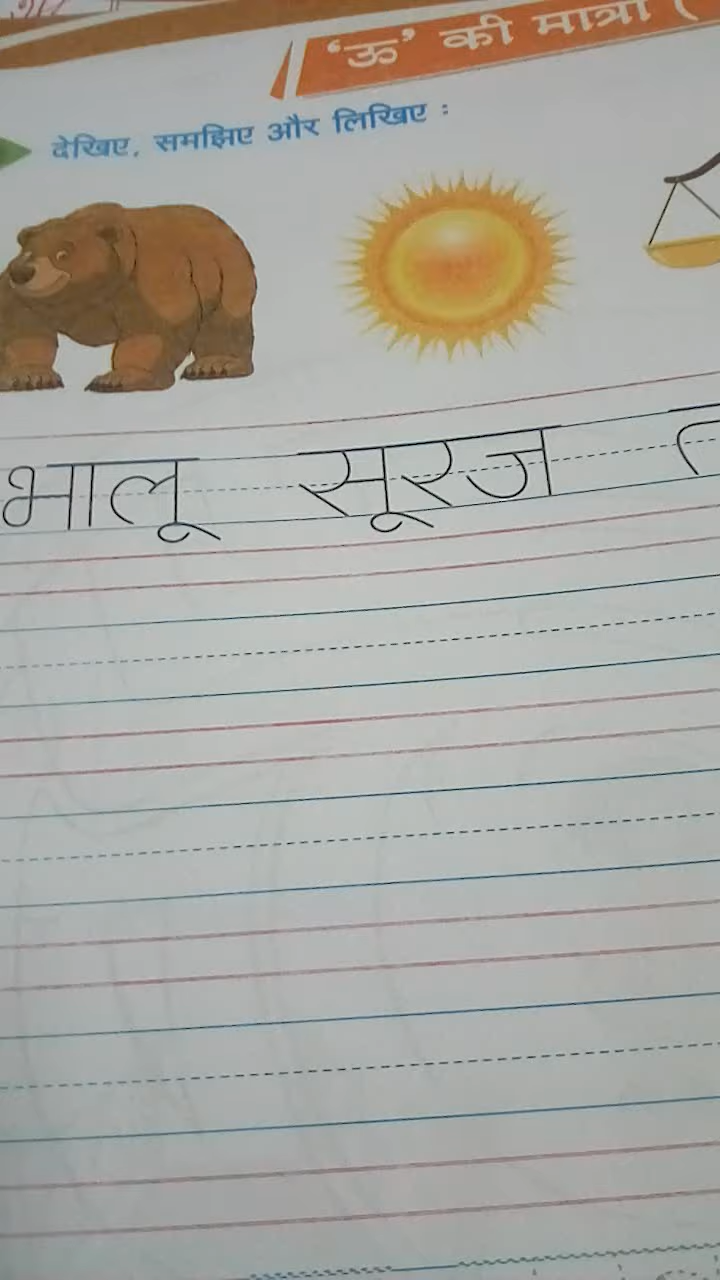 'ऊ' की मात्रा (
देखिए, समझिए और लिखिए :
भालू सूरज